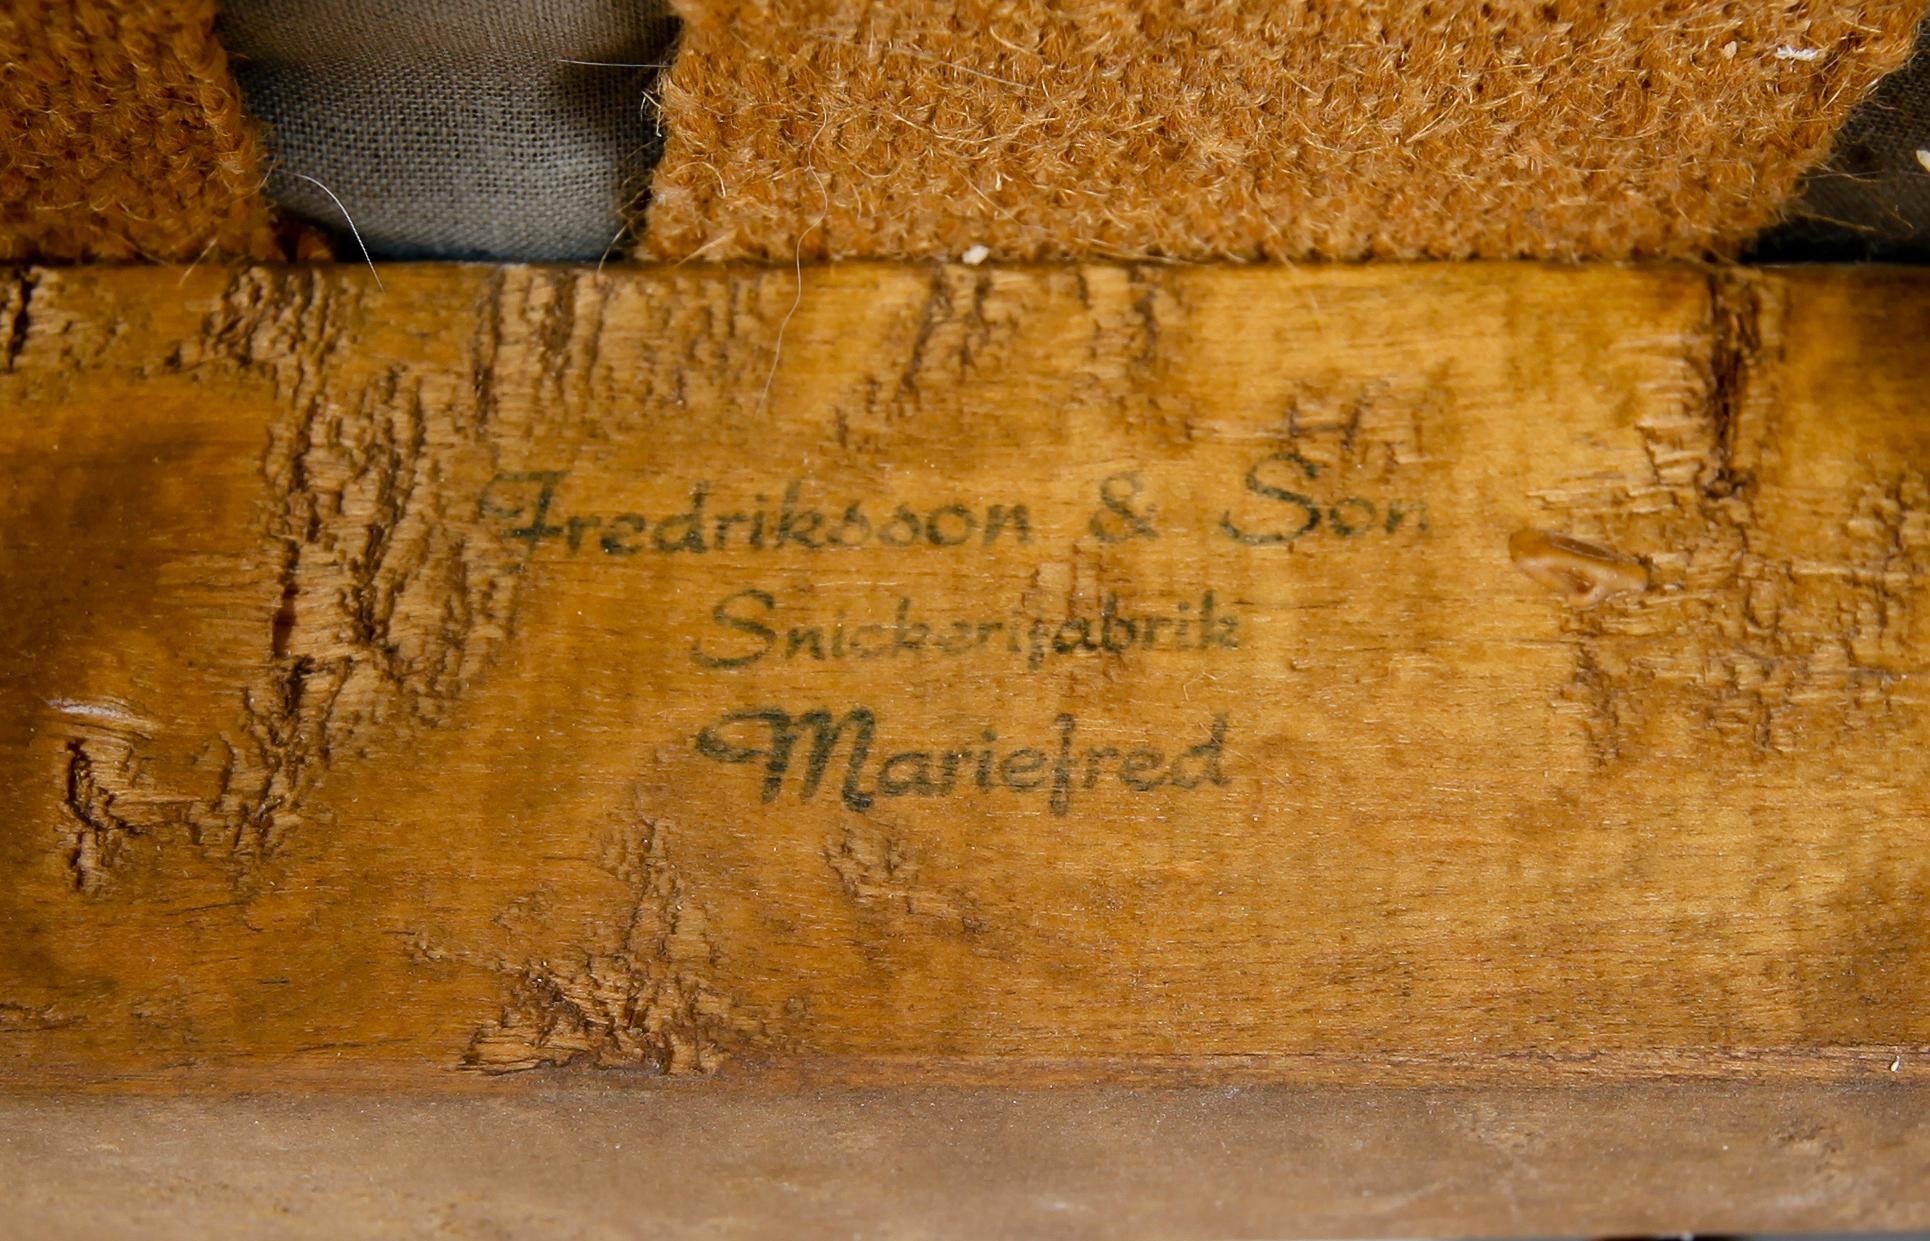 Fredriksson & Son
Snickerifabrik
Mariefred